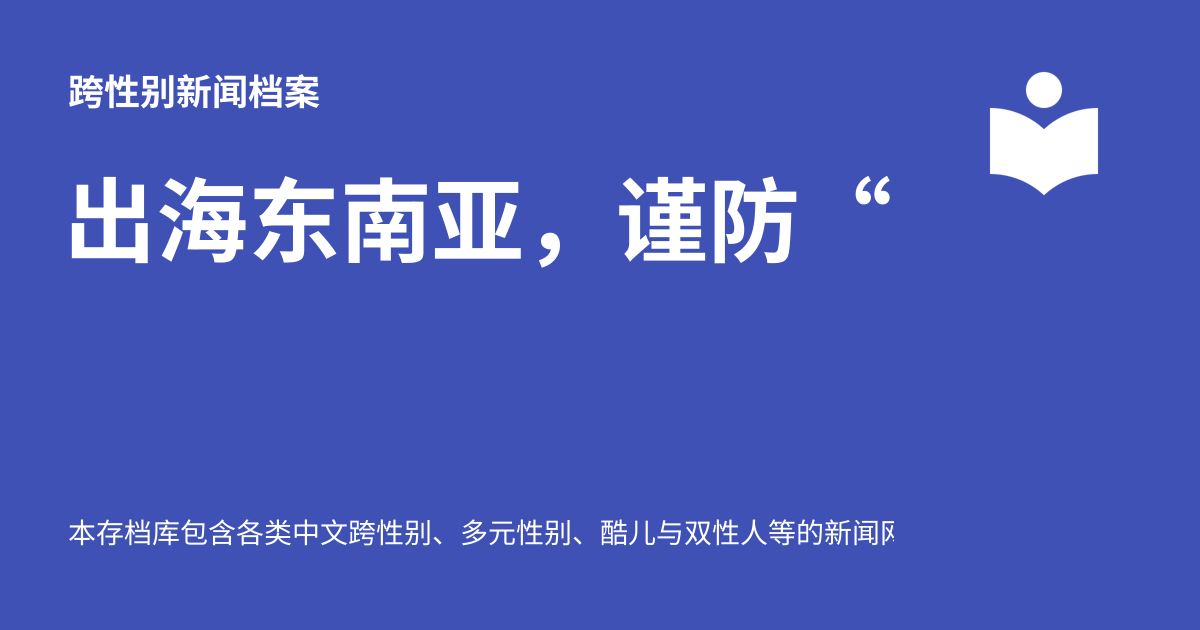 跨性别新闻档案
出海东南亚，谨防“
本存档库包含各类中文跨性别、多元性别、酷儿与双性人等的新闻